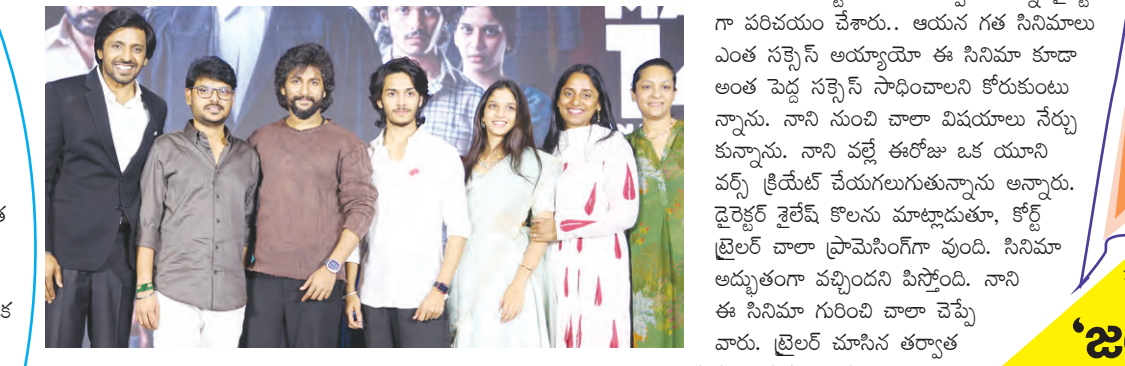 గా పరిచయం చేశారు.. ఆయన గత సినిమాలు
ఎంత సక్సెస్ అయ్యాయో ఈ సినిమా కూడా
అంత పెద్ద సక్సెస్ సాధించాలని కోరుకుంటు
న్నాను. నాని నుంచి చాలా విషయాలు నేర్చు
కున్నాను. నాని వల్లే ఈరోజు ఒక యూని
వర్స్ క్రియేట్ చేయగలుగుతున్నాను అన్నారు.
డైరెక్టర్ శైలేష్ కొలను మాట్లాడుతూ, కోర్ట్
ట్రైలర్ చాలా ప్రామెసింగ్‌గా వుంది. సినిమా
అద్భుతంగా వచ్చిందని పిస్తోంది. నాని
ఈ సినిమా గురించి చాలా చెప్పే
వారు. ట్రైలర్ చూసిన తర్వాత